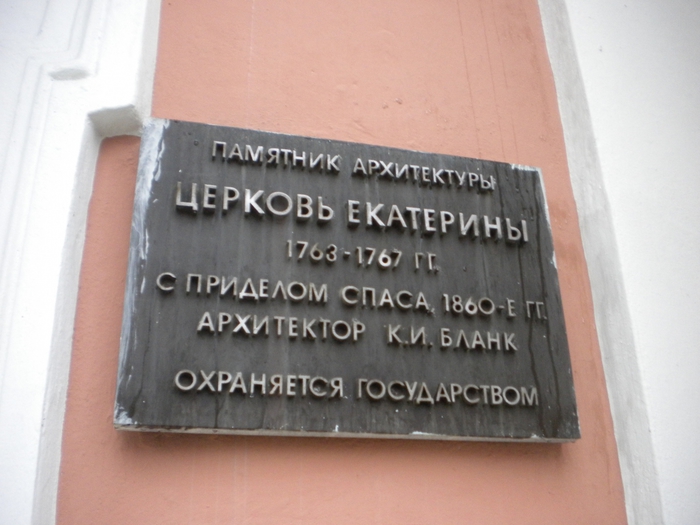 ПАМЯТНИК АРХИТЕКТУРЫ
ЦЕРКОВЬ ЕКАТЕРИНЫ
1763-1767 ГГ.
С ПРИДЕЛОМ СПАСА, 1860-Е ГГ.
АРХИТЕКТОР К.И. БЛАНК
ОХРАНЯЕТСЯ ГОСУДАРСТВОМ